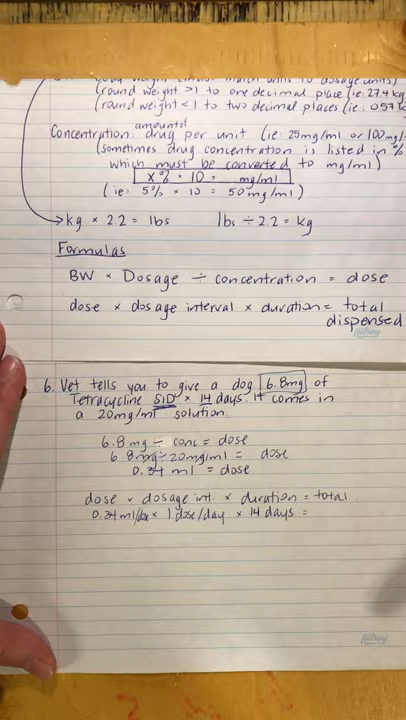 (round weight >1 to one decimal place (ie: 27.4 kg
(round weight <1 to two decimal places (ie: 0.57 k
amount of
Concentration: drug per unit (ie: 25mg/ml or 100mg/
(sometimes drug concentration is listed in %
which must be converted to mg/ml)
X% × 10 = mg/ml
(ie: 5% × 10 = 50mg/ml)
kg × 2.2 = lbs lbs ÷ 2.2 = kg
Formulas
BW × Dosage ÷ concentration = dose
dose × dosage interval × duration = total
dispensed
Kilroy
6. Vet tells you to give a dog 6.8mg of
Tetracycline SID × 14 days. It comes in
a 20mg/ml solution.
6.8mg ÷ conc = dose
6.8mg ÷ 20mg/ml = dose
0.34 ml = dose
dose × dosage int. × duration = total
0.34 ml/dose × 1 dose/day × 14 days =
Kilroy